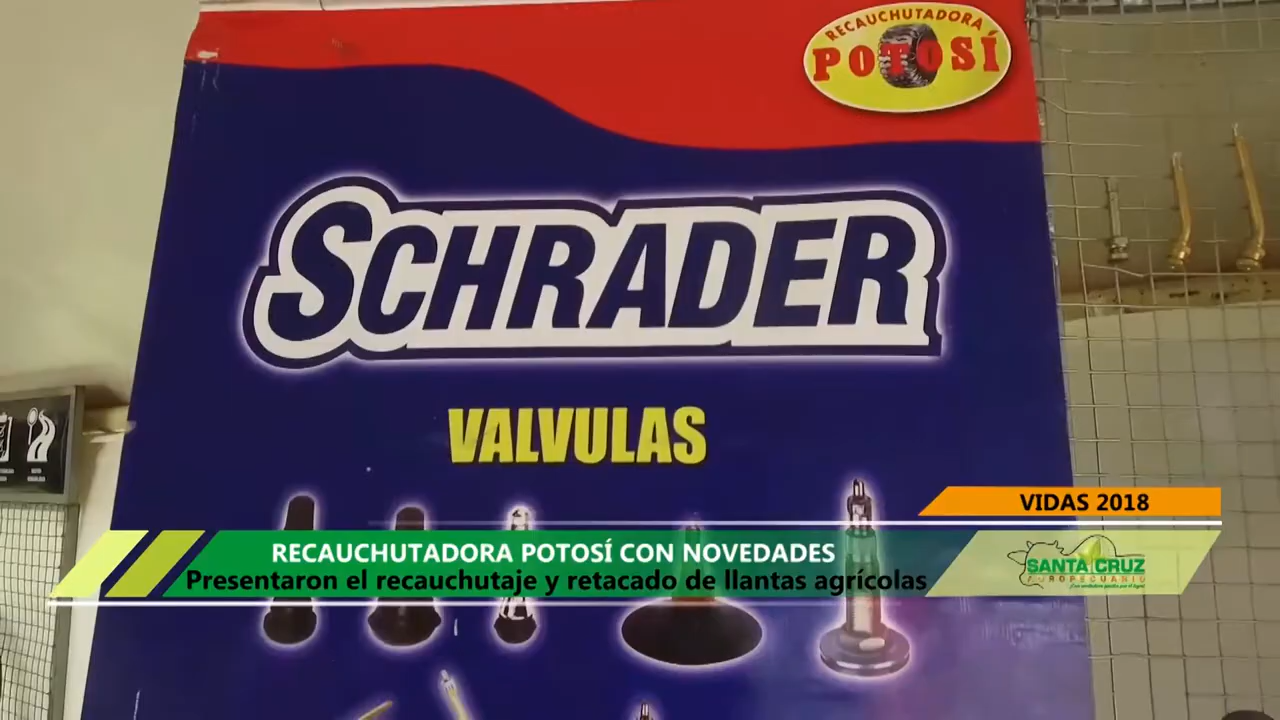 RECAUCHUTADORA
POTOSÍ
SCHRADER
VALVULAS
VIDAS 2018
RECAUCHUTADORA POTOSÍ CON NOVEDADES
Presentaron el recauchutaje y retacado de llantas agrícolas
SANTA CRUZ
AGROPECUARIO